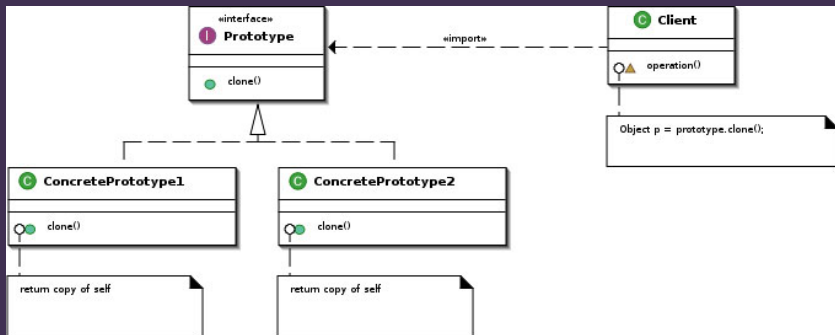 «interface»
I Prototype
clone()
«import»
C Client
operation()
Object p = prototype.clone();
C ConcretePrototype1
clone()
return copy of self
C ConcretePrototype2
clone()
return copy of self